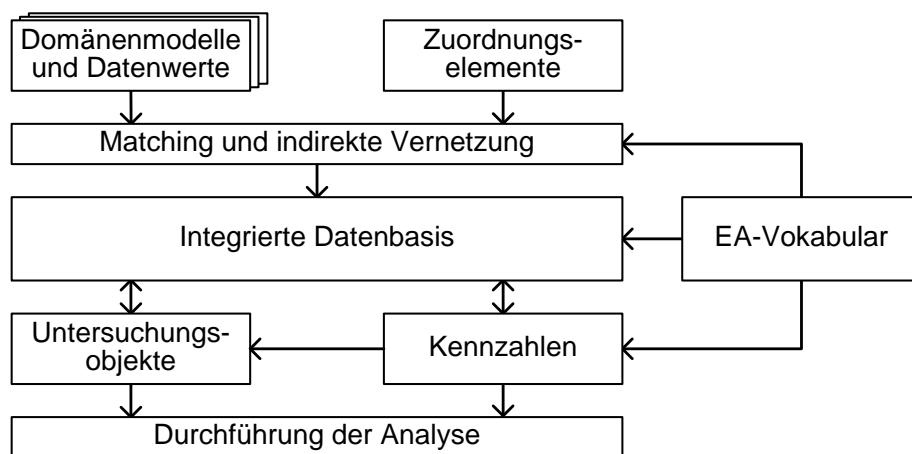 Domänenmodelle
und Datenwerte
Zuordnungs-
elemente
Matching und indirekte Vernetzung
Integrierte Datenbasis
EA-Vokabular
Untersuchungs-
objekte
Kennzahlen
Durchführung der Analyse